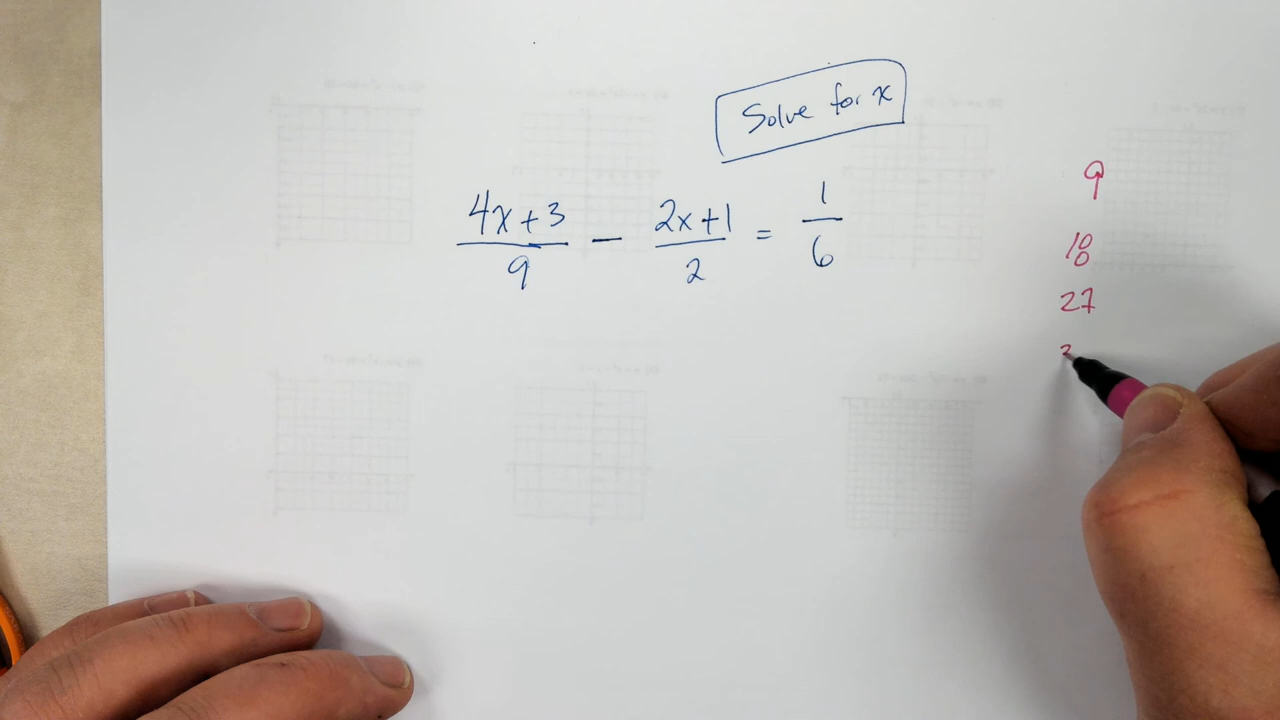 Solve for x
4x+3/9 - 2x+1/2 = 1/6
9
18
27